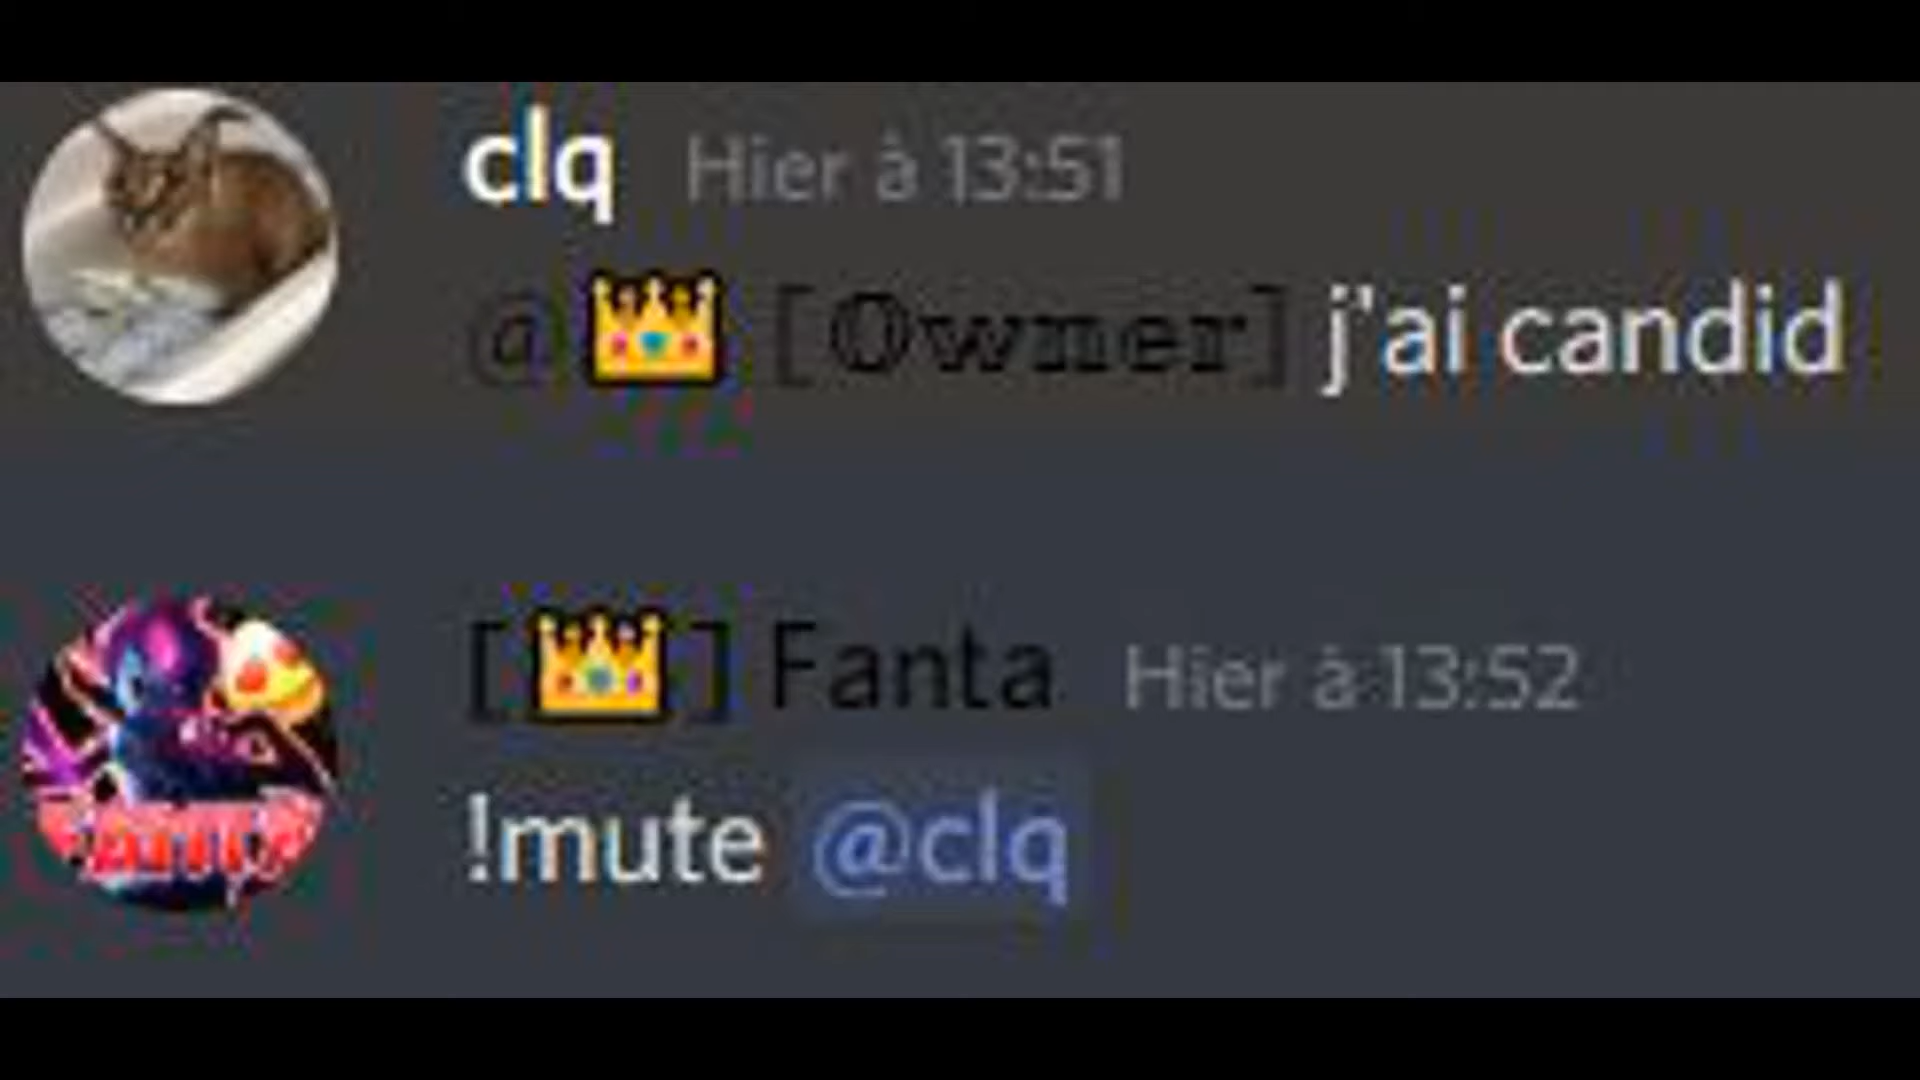 clq Hier à 13:51
@👑 [𝕆𝕨𝕟𝕖𝕣] j'ai candid
[👑] Fanta Hier à 13:52
!mute @clq